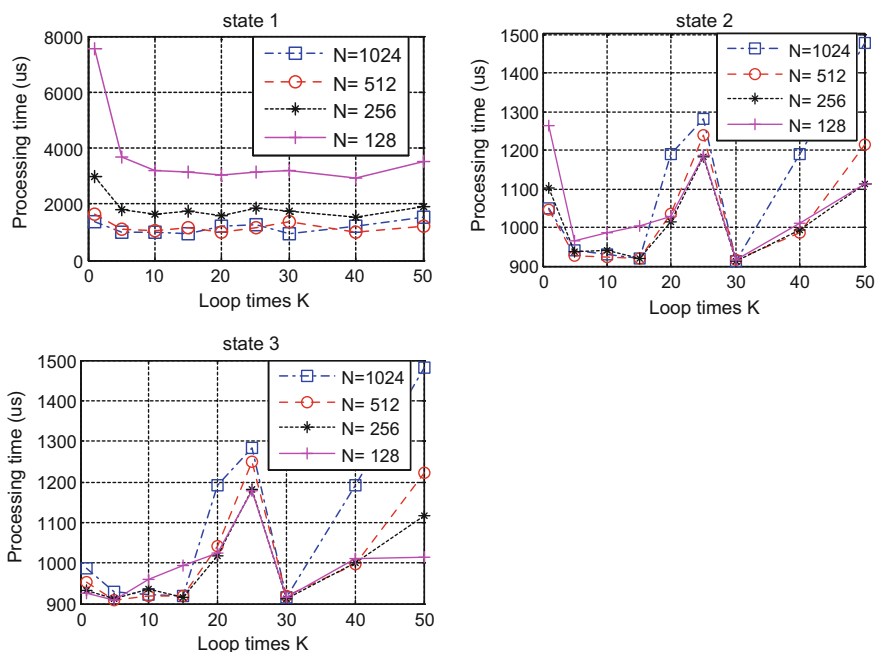 state 1
Processing time (us)
8000
6000
4000
2000
0
N=1024
N= 512
N= 256
N= 128
0 10 20 30 40 50
Loop times K
state 2
Processing time (us)
1500
1400
1300
1200
1100
1000
900
N=1024
N= 512
N= 256
N= 128
0 10 20 30 40 50
Loop times K
state 3
Processing time (us)
1500
1400
1300
1200
1100
1000
900
N=1024
N= 512
N= 256
N= 128
0 10 20 30 40 50
Loop times K